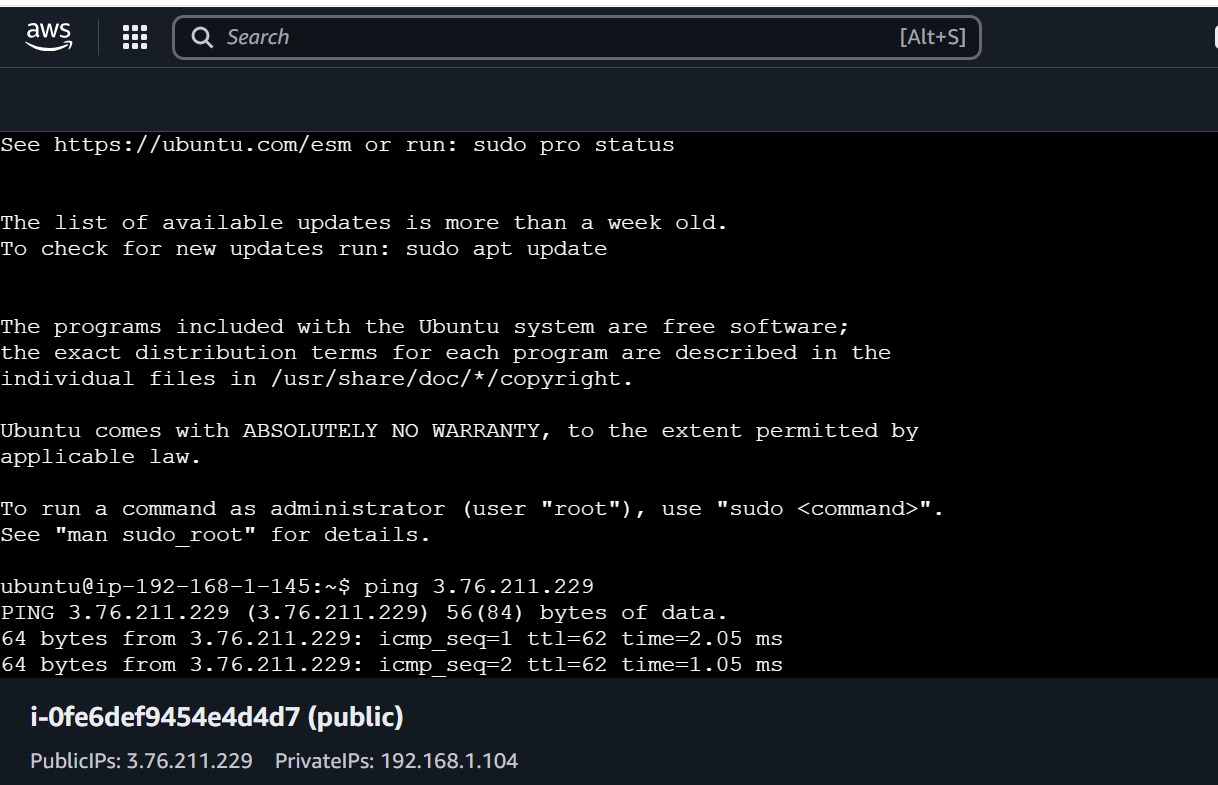 aws
Search [Alt+S]
See https://ubuntu.com/esm or run: sudo pro status
The list of available updates is more than a week old.
To check for new updates run: sudo apt update
The programs included with the Ubuntu system are free software;
the exact distribution terms for each program are described in the
individual files in /usr/share/doc/*/copyright.
Ubuntu comes with ABSOLUTELY NO WARRANTY, to the extent permitted by
applicable law.
To run a command as administrator (user "root"), use "sudo <command>".
See "man sudo_root" for details.
ubuntu@ip-192-168-1-145:~$ ping 3.76.211.229
PING 3.76.211.229 (3.76.211.229) 56(84) bytes of data.
64 bytes from 3.76.211.229: icmp_seq=1 ttl=62 time=2.05 ms
64 bytes from 3.76.211.229: icmp_seq=2 ttl=62 time=1.05 ms
i-0fe6def9454e4d4d7 (public)
PublicIPs: 3.76.211.229 PrivateIPs: 192.168.1.104